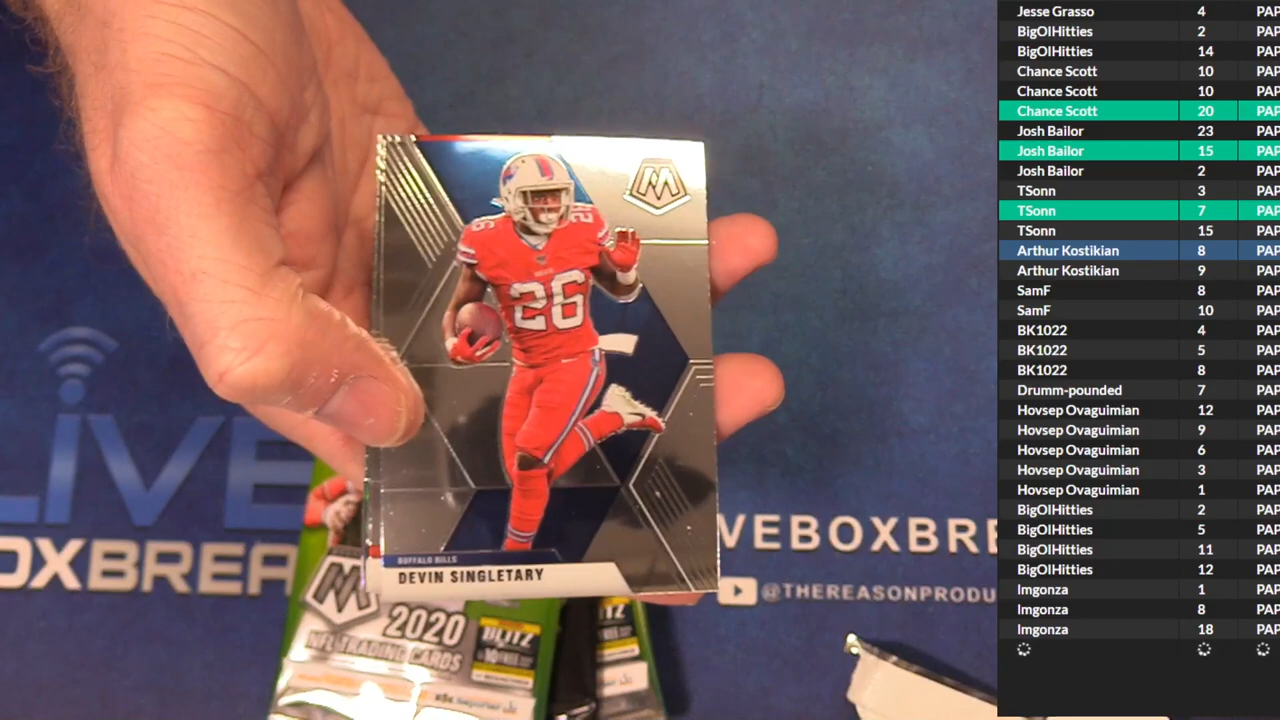 26
26
BUFFALO BILLS
DEVIN SINGLETARY
LIVE
OXBREA
VEBOXBRE
@THEREASONPRODU
2020
NFL TRADING CARDS
BLITZ
Jesse Grasso 4 PAP
BigOlHitties 2 PAP
BigOlHitties 14 PAP
Chance Scott 10 PAP
Chance Scott 10 PAP
Chance Scott 20 PAP
Josh Bailor 23 PAP
Josh Bailor 15 PAP
Josh Bailor 2 PAP
TSonn 3 PAP
TSonn 7 PAP
TSonn 15 PAP
Arthur Kostikian 8 PAP
Arthur Kostikian 9 PAP
SamF 8 PAP
SamF 10 PAP
BK1022 4 PAP
BK1022 5 PAP
BK1022 8 PAP
Drumm-pounded 7 PAP
Hovsep Ovaguimian 12 PAP
Hovsep Ovaguimian 9 PAP
Hovsep Ovaguimian 6 PAP
Hovsep Ovaguimian 3 PAP
Hovsep Ovaguimian 1 PAP
BigOlHitties 2 PAP
BigOlHitties 5 PAP
BigOlHitties 11 PAP
BigOlHitties 12 PAP
Imgonza 1 PAP
Imgonza 8 PAP
Imgonza 18 PAP